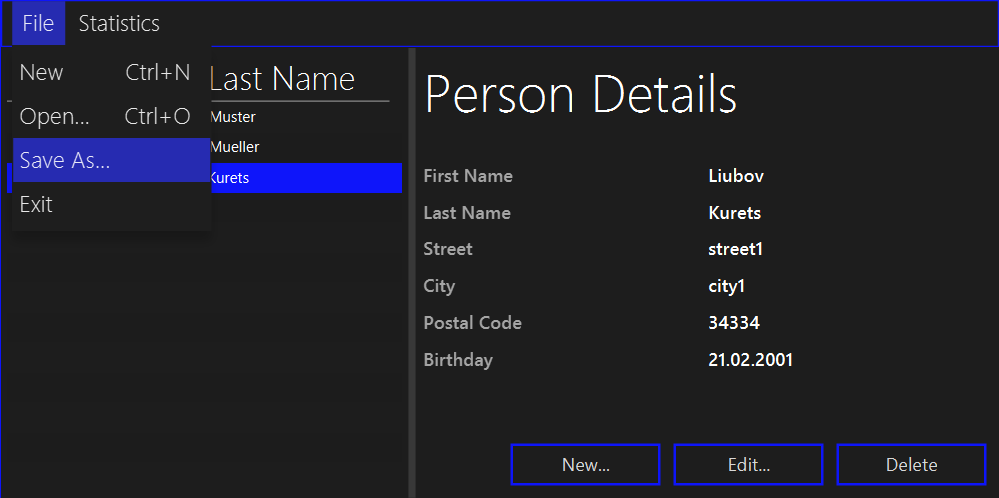 File Statistics
New Ctrl+N
Open... Ctrl+O
Save As...
Exit
Last Name
Muster
Mueller
Kurets
Person Details
First Name Liubov
Last Name Kurets
Street street1
City city1
Postal Code 34334
Birthday 21.02.2001
New... Edit... Delete